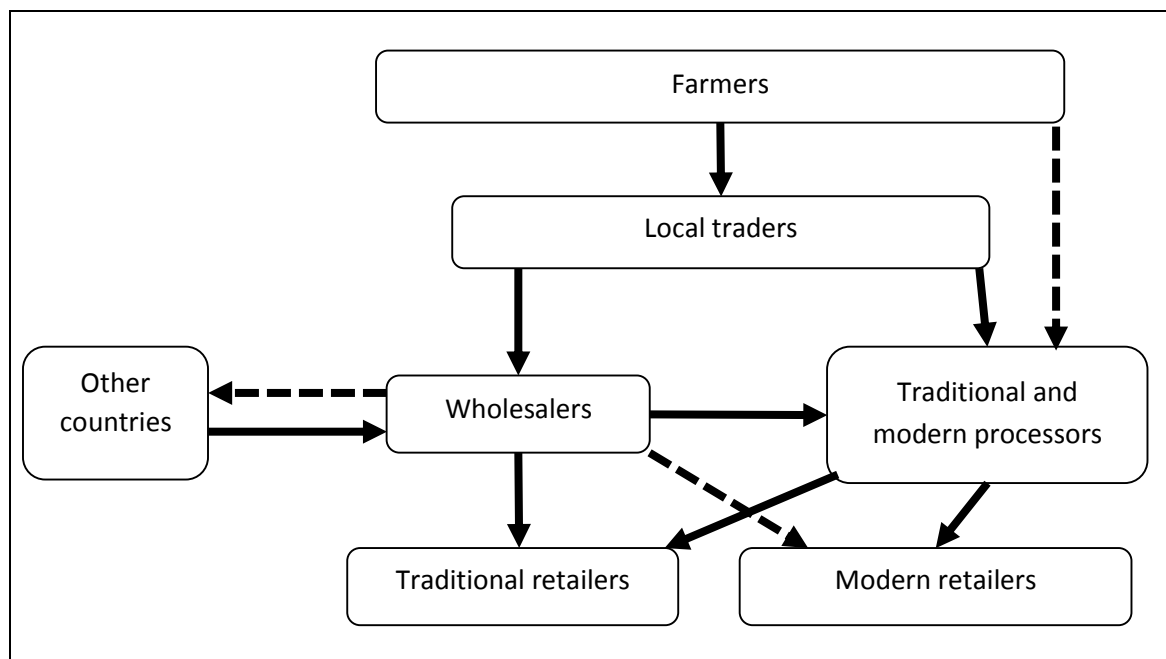 Farmers
Local traders
Other
countries
Wholesalers
Traditional and
modern processors
Traditional retailers
Modern retailers